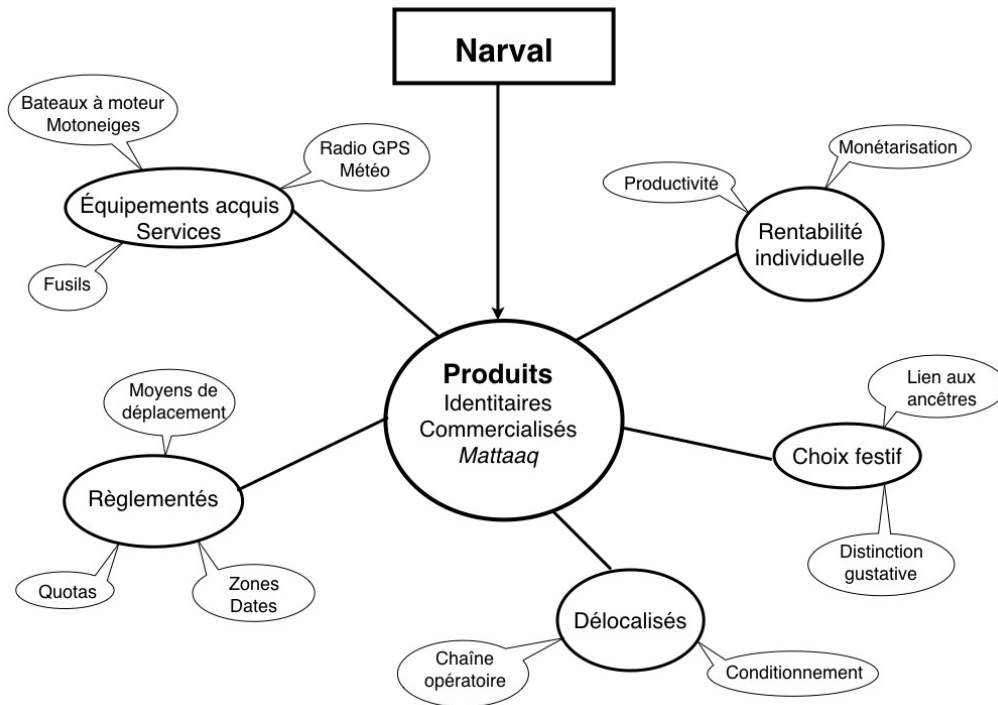 Narval
Bateaux à moteur
Motoneiges
Radio GPS
Météo
Équipements acquis
Services
Fusils
Monétarisation
Productivité
Rentabilité
individuelle
Produits
Identitaires
Commercialisés
Mattaaq
Moyens de
déplacement
Règlementés
Quotas
Zones
Dates
Lien aux
ancêtres
Choix festif
Distinction
gustative
Délocalisés
Chaîne
opératoire
Conditionnement